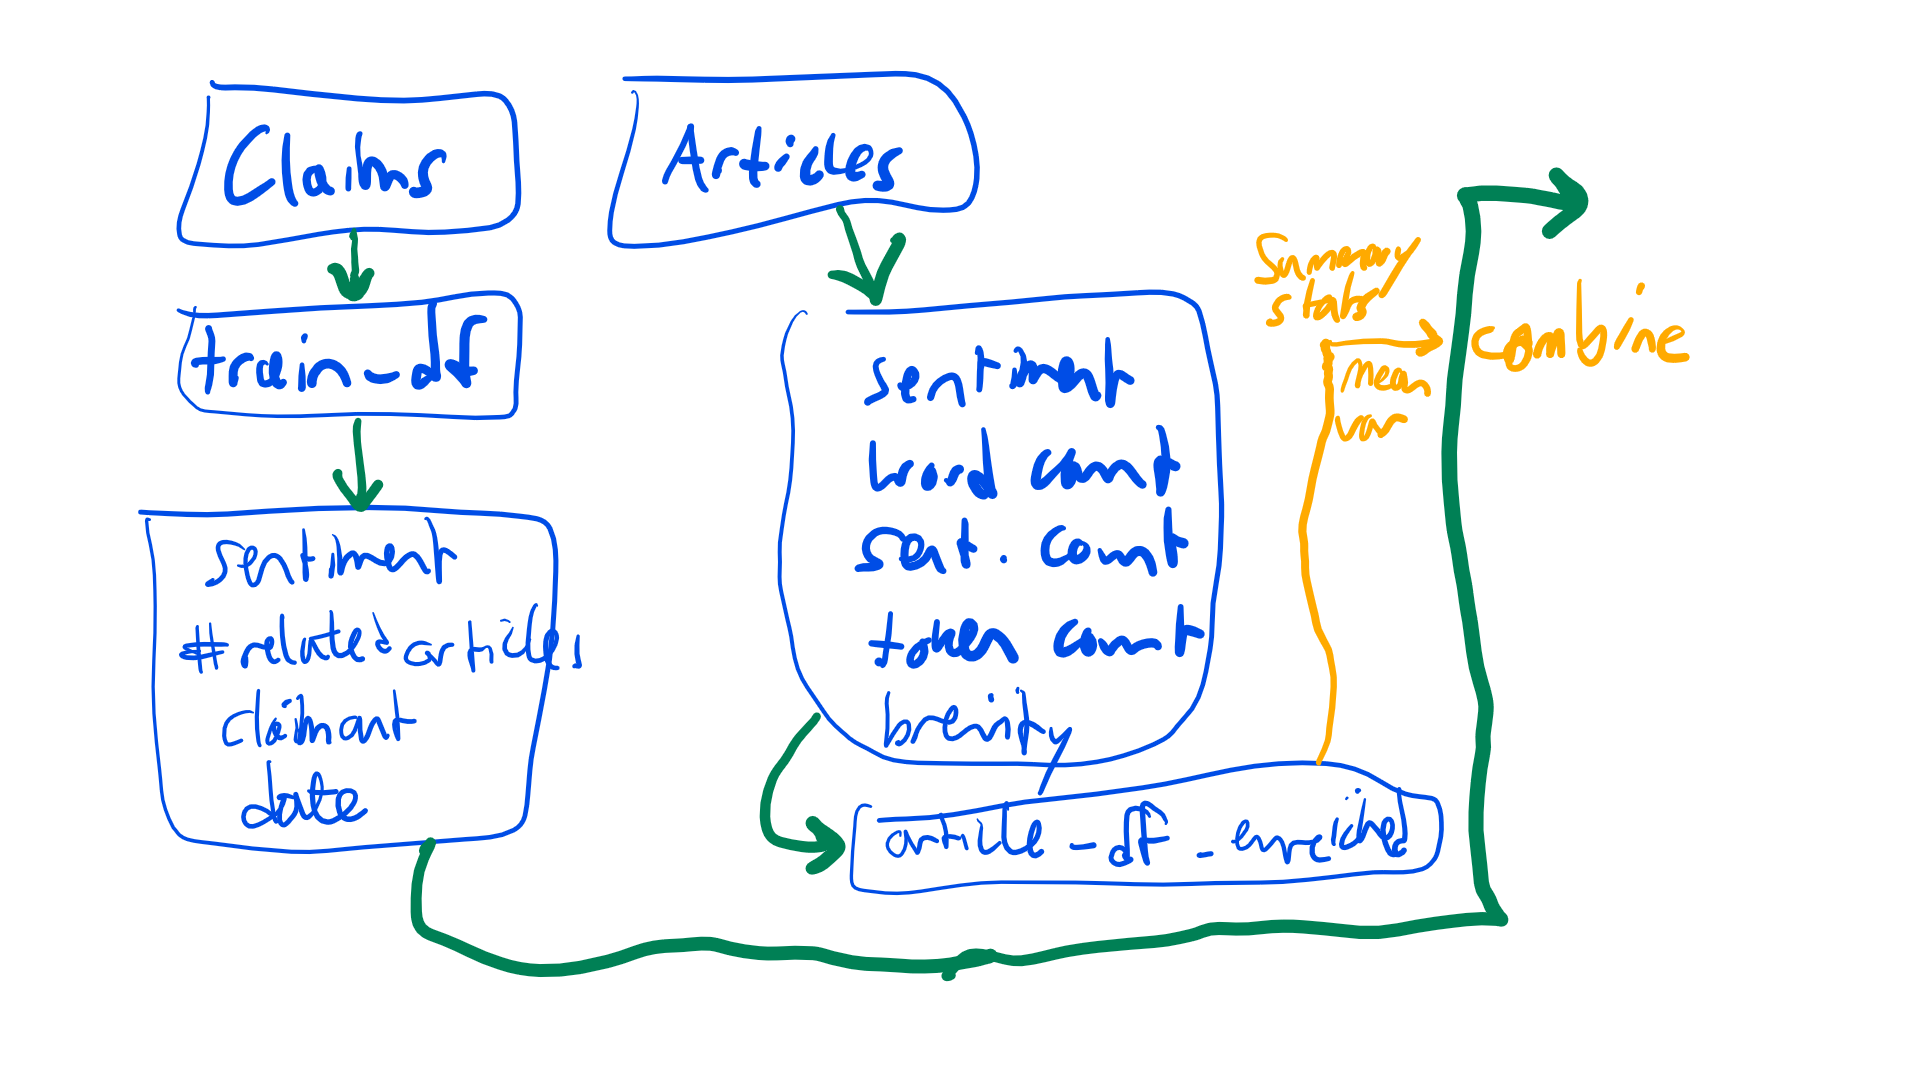 Claims
train_df
sentiment
#related articles
claimant
date
Articles
sentiment
word count
sent. count
token count
brevity
article_df_enriched
Summary
stats
mean
var
combine